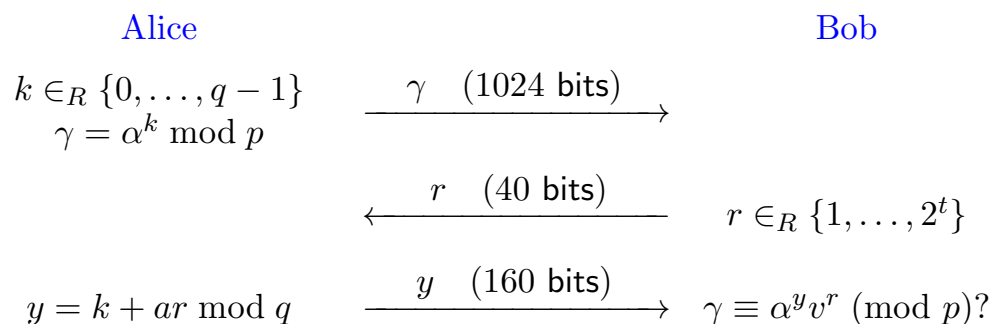 Alice Bob
k ∈_R {0, . . . , q − 1} γ (1024 bits)
γ = α^k mod p
r (40 bits) r ∈_R {1, . . . , 2^t}
y = k + ar mod q y (160 bits) γ ≡ α^y v^r (mod p)?